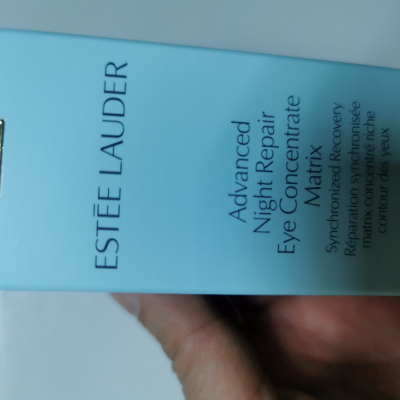 ESTĒE LAUDER
Advanced
Night Repair
Eye Concentrate
Matrix
Synchronized Recovery
Réparation synchronisée
matrix concentré riche
contour des yeux